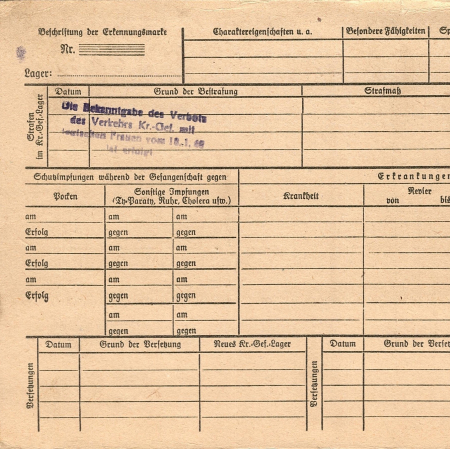 Beschriftung der Erkennungsmarke
Nr.
Lager:
Charaktereigenschaften u. a.
Besondere Fähigkeiten
Sp
Strafen
im Kr.-Gef.-Lager
Datum
Grund der Bestrafung
Strafmaß
Die Bekanntgabe des Verbots
des Verkehrs Kr.-Gef. mit
deutschen Frauen vom 10.1.40
ist erfolgt
Schutzimpfungen während der Gefangenschaft gegen
Erkrankungen
Pocken
Sonstige Impfungen
(Ty-Paraty, Ruhr, Cholera usw.)
Krankheit
Revier
von
bis
am am am
Erfolg gegen gegen
am am am
Erfolg gegen gegen
am am am
Erfolg gegen gegen
am am
gegen gegen
Versetzungen
Datum
Grund der Versetzung
Neues Kr.-Gef.-Lager
Versetzungen
Datum
Grund der Versetzung